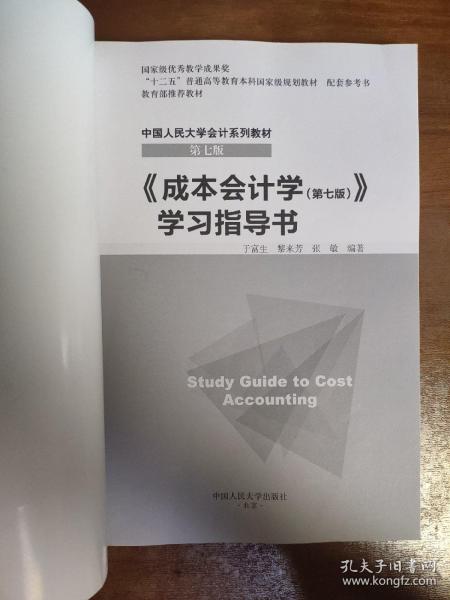 国家级优秀教学成果奖
“十二五”普通高等教育本科国家级规划教材 配套参考书
教育部推荐教材
中国人民大学会计系列教材
第七版
《成本会计学(第七版)》
学习指导书
于富生 黎来芳 张敏 编著
Study Guide to Cost
Accounting
中国人民大学出版社
·北京·
孔夫子旧书网
www.kongfz.com